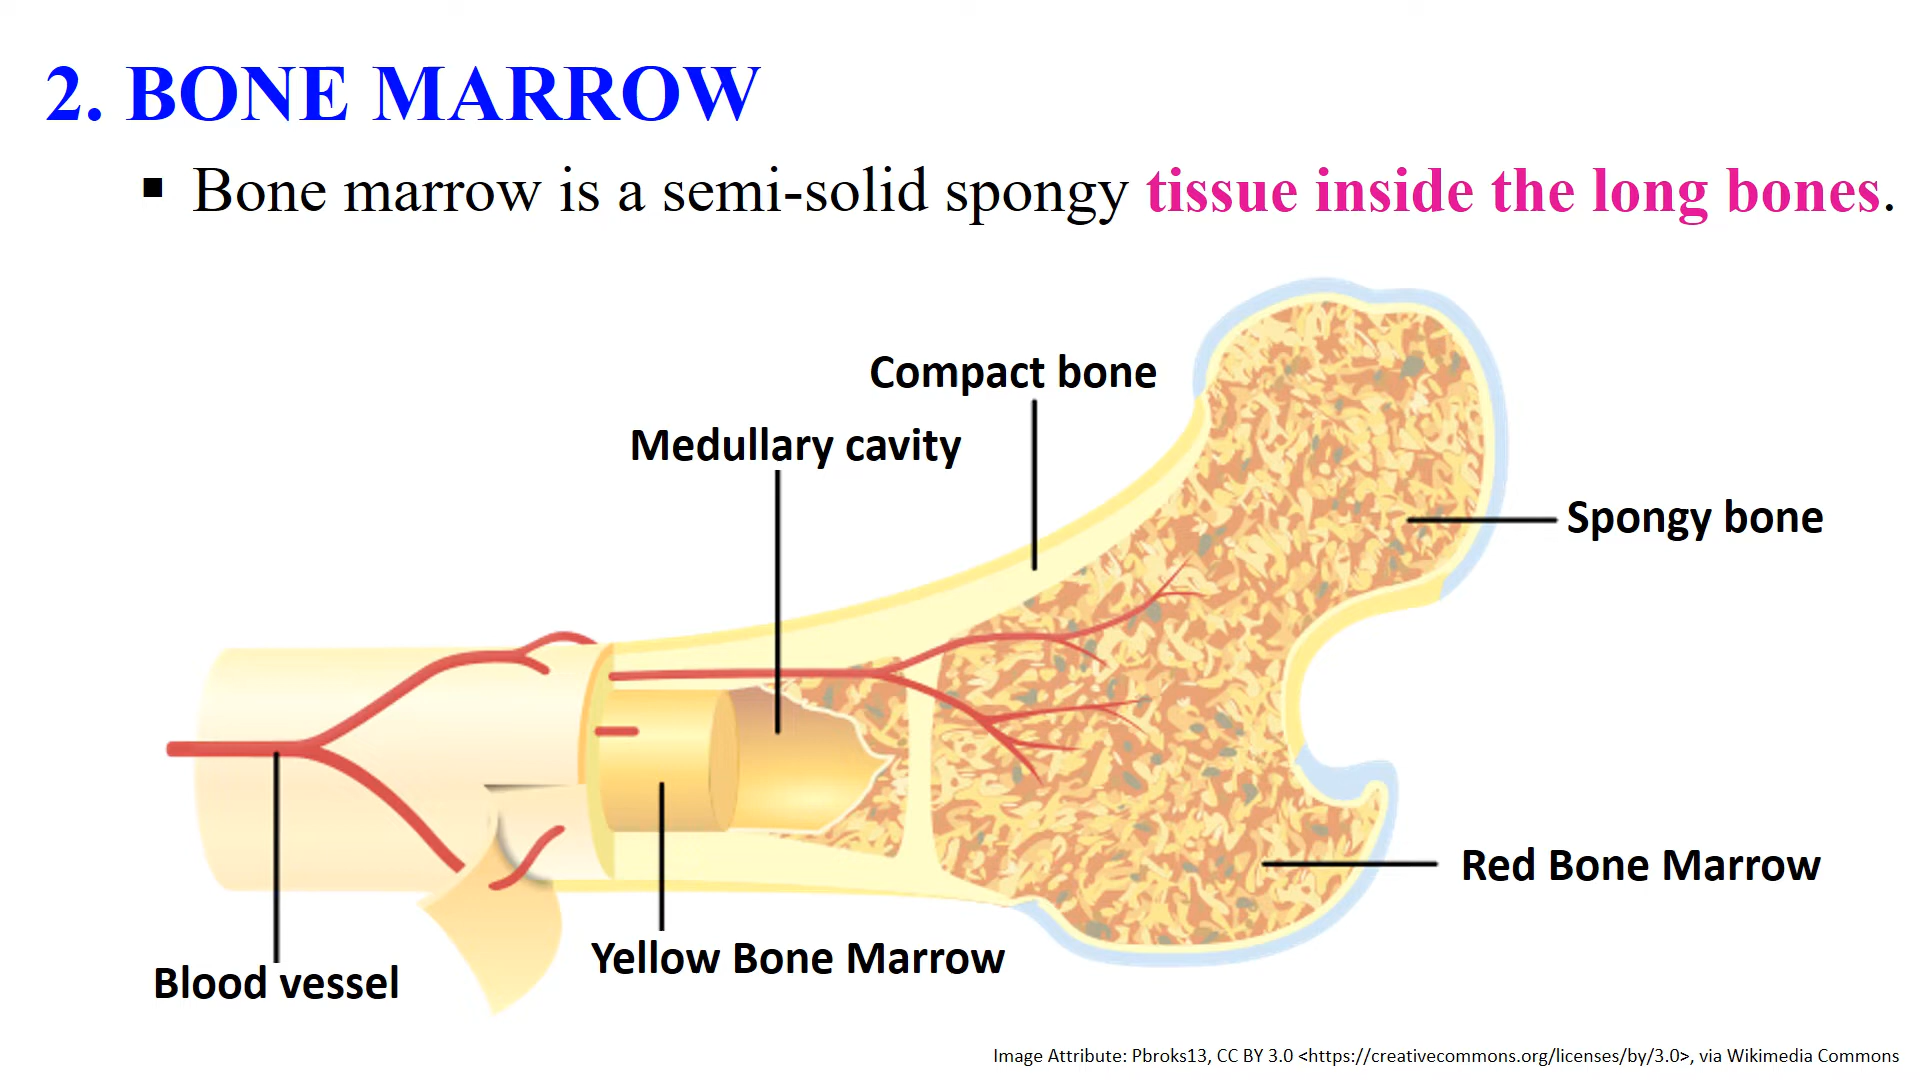 2. BONE MARROW
▪ Bone marrow is a semi-solid spongy tissue inside the long bones.
Compact bone
Medullary cavity
Spongy bone
Red Bone Marrow
Yellow Bone Marrow
Blood vessel
Image Attribute: Pbroks13, CC BY 3.0 <https://creativecommons.org/licenses/by/3.0>, via Wikimedia Commons